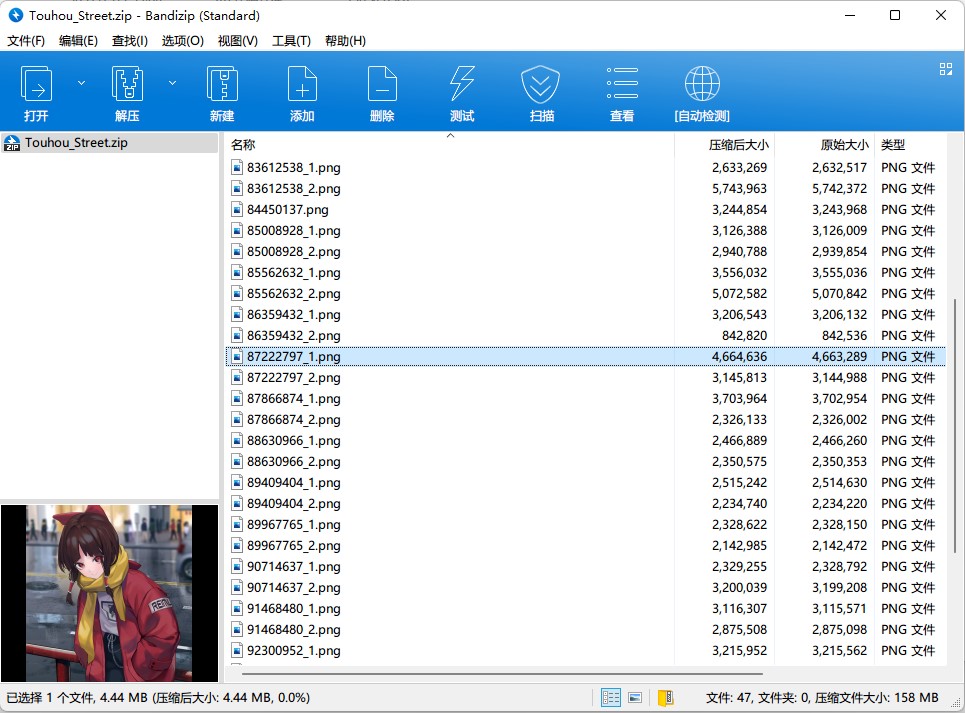 Touhou_Street.zip - Bandizip (Standard)
文件(F) 编辑(E) 查找(I) 选项(O) 视图(V) 工具(T) 帮助(H)
打开 解压 新建 添加 删除 测试 扫描 查看 [自动检测]
Touhou_Street.zip
名称 压缩后大小 原始大小 类型
83612538_1.png 2,633,269 2,632,517 PNG 文件
83612538_2.png 5,743,963 5,742,372 PNG 文件
84450137.png 3,244,854 3,243,968 PNG 文件
85008928_1.png 3,126,388 3,126,009 PNG 文件
85008928_2.png 2,940,788 2,939,854 PNG 文件
85562632_1.png 3,556,032 3,555,036 PNG 文件
85562632_2.png 5,072,582 5,070,842 PNG 文件
86359432_1.png 3,206,543 3,206,132 PNG 文件
86359432_2.png 842,820 842,536 PNG 文件
87222797_1.png 4,664,636 4,663,289 PNG 文件
87222797_2.png 3,145,813 3,144,988 PNG 文件
87866874_1.png 3,703,964 3,702,954 PNG 文件
87866874_2.png 2,326,133 2,326,002 PNG 文件
88630966_1.png 2,466,889 2,466,260 PNG 文件
88630966_2.png 2,350,575 2,350,353 PNG 文件
89409404_1.png 2,515,242 2,514,630 PNG 文件
89409404_2.png 2,234,740 2,234,220 PNG 文件
89967765_1.png 2,328,622 2,328,150 PNG 文件
89967765_2.png 2,142,985 2,142,472 PNG 文件
90714637_1.png 2,329,255 2,328,792 PNG 文件
90714637_2.png 3,200,039 3,199,208 PNG 文件
91468480_1.png 3,116,307 3,115,571 PNG 文件
91468480_2.png 2,875,508 2,875,098 PNG 文件
92300952_1.png 3,215,952 3,215,562 PNG 文件
已选择 1 个文件, 4.44 MB (压缩后大小: 4.44 MB, 0.0%)
文件: 47, 文件夹: 0, 压缩文件大小: 158 MB